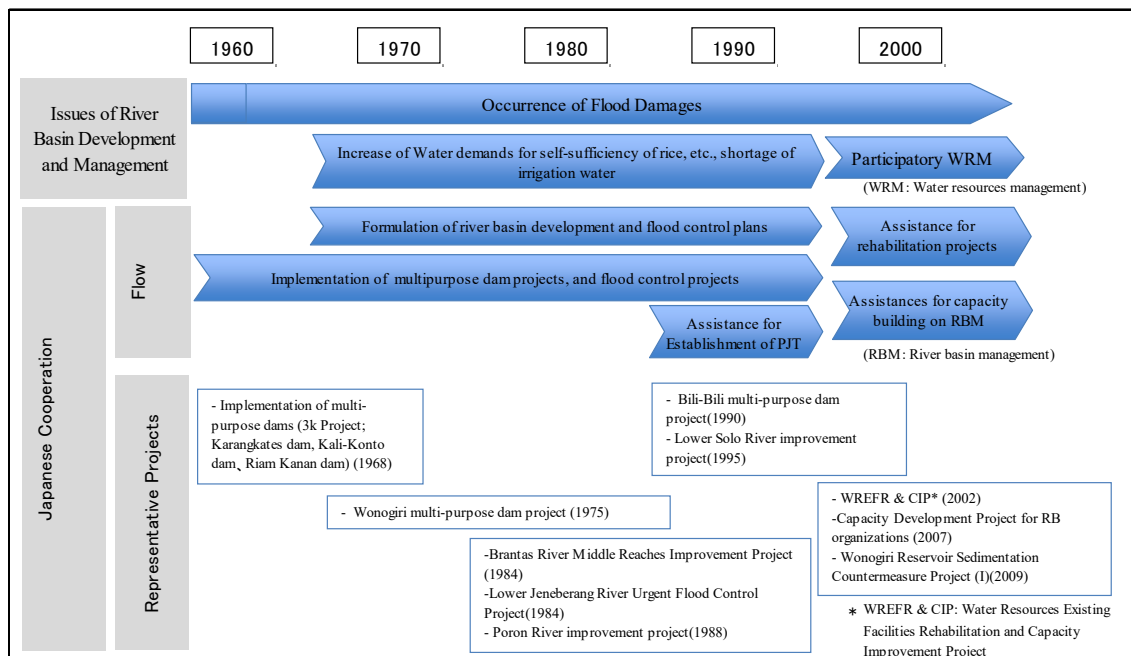 1960
1970
1980
1990
2000
Issues of River
Basin Development
and Management
Occurrence of Flood Damages
Increase of Water demands for self-sufficiency of rice, etc., shortage of
irrigation water
Participatory WRM
(WRM : Water resources management)
Japanese Cooperation
Flow
Formulation of river basin development and flood control plans
Assistance for
rehabilitation projects
Implementation of multipurpose dam projects, and flood control projects
Assistances for capacity
building on RBM
Assistance for
Establishment of PJT
(RBM : River basin management)
Representative Projects
- Implementation of multi-
purpose dams (3k Project;
Karangkates dam, Kali-Konto
dam、Riam Kanan dam) (1968)
- Bili-Bili multi-purpose dam
project(1990)
- Lower Solo River improvement
project(1995)
- Wonogiri multi-purpose dam project (1975)
- WREFR & CIP* (2002)
-Capacity Development Project for RB
organizations (2007)
- Wonogiri Reservoir Sedimentation
Countermeasure Project (I)(2009)
-Brantas River Middle Reaches Improvement Project
(1984)
-Lower Jeneberang River Urgent Flood Control
Project(1984)
- Poron River improvement project(1988)
* WREFR & CIP: Water Resources Existing
Facilities Rehabilitation and Capacity
Improvement Project